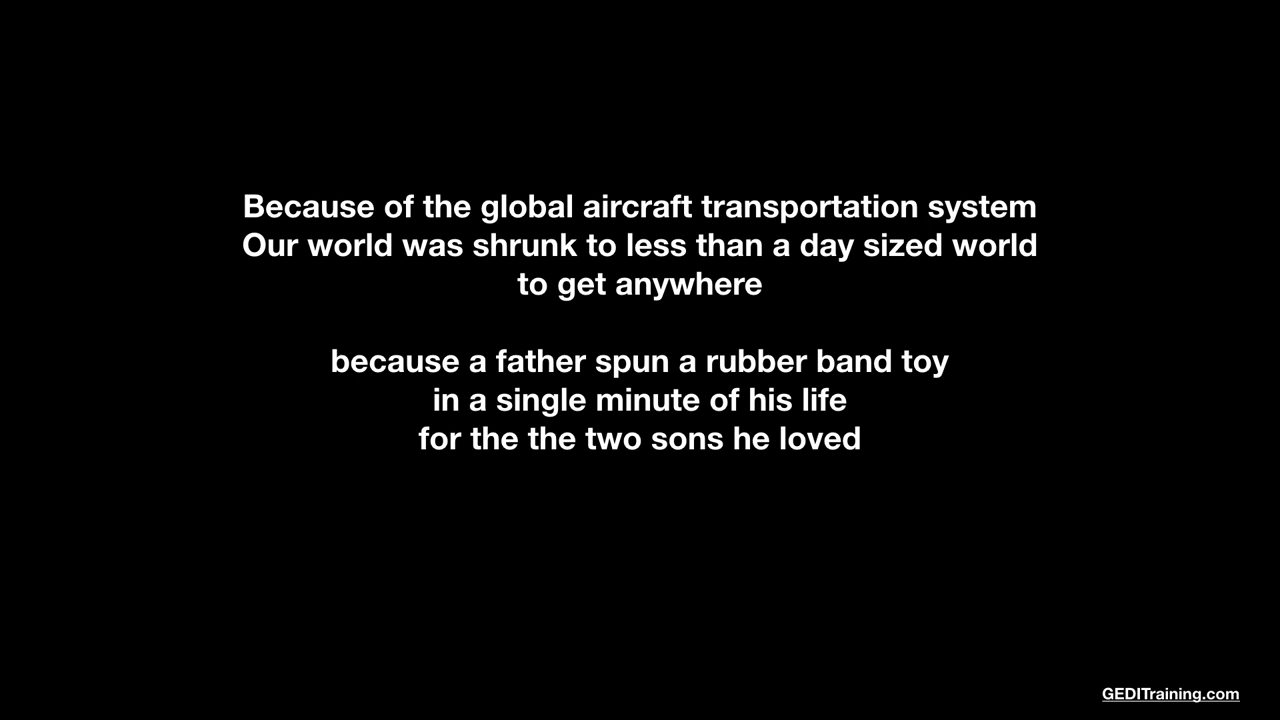 Because of the global aircraft transportation system
Our world was shrunk to less than a day sized world
to get anywhere
because a father spun a rubber band toy
in a single minute of his life
for the the two sons he loved
GEDITraining.com